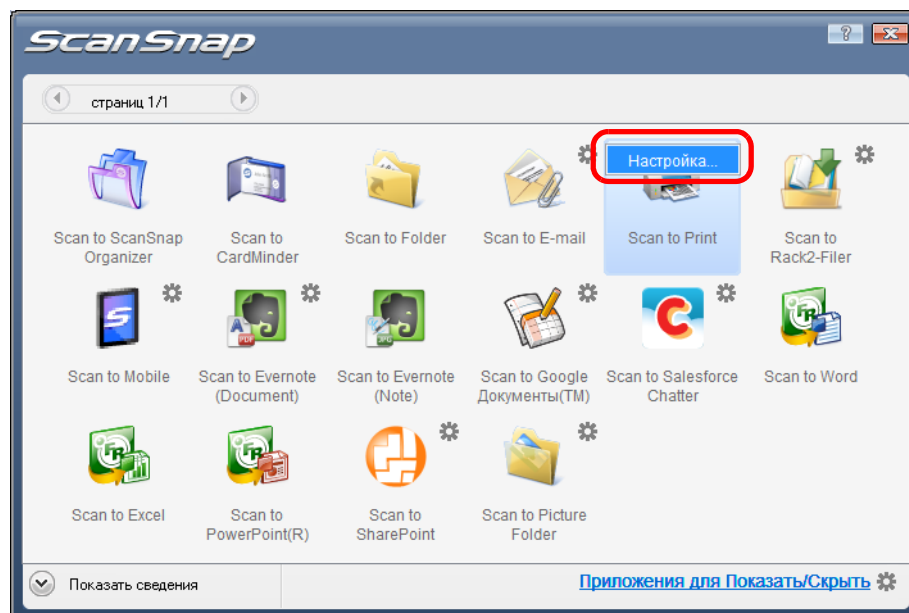 ScanSnap
?
страниц 1/1
Настройка...
Scan to ScanSnap
Organizer
Scan to
CardMinder
Scan to Folder
Scan to E-mail
Scan to Print
Scan to
Rack2-Filer
Scan to Mobile
Scan to Evernote
(Document)
Scan to Evernote
(Note)
Scan to Google
Документы(TM)
Scan to Salesforce
Chatter
Scan to Word
Scan to Excel
Scan to
PowerPoint(R)
Scan to
SharePoint
Scan to Picture
Folder
Показать сведения
Приложения для Показать/Скрыть